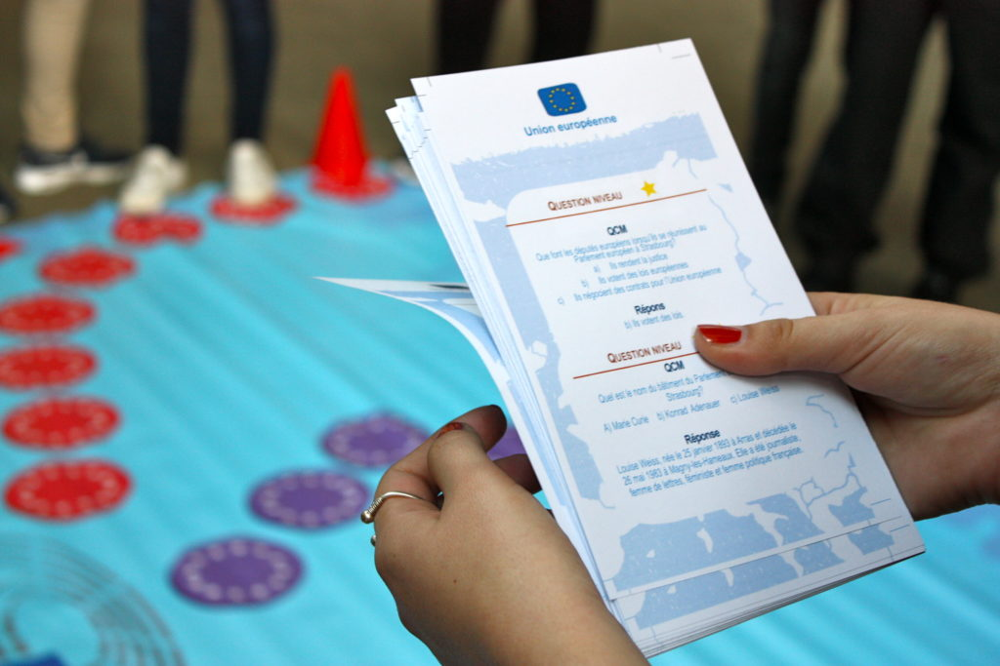 Union européenne
QUESTION NIVEAU
QCM
Que font les députés européens lorsqu'ils se réunissent au
Parlement européen à Strasbourg?
a) Ils rendent la justice
b) Ils votent des lois européennes
c) Ils négocient des contrats pour l'Union européenne
Répons
b) Ils votent des lois.
QUESTION NIVEAU
QCM
Quel est le nom du bâtiment du Parlement
Strasbourg?
A) Marie Curie b) Konrad Adenauer c) Louise Weiss
Réponse
Louise Weiss, née le 25 janvier 1893 à Arras et décédée le
26 mai 1983 à Magny-les-Hameaux. Elle a été journaliste,
femme de lettres, féministe et femme politique française.